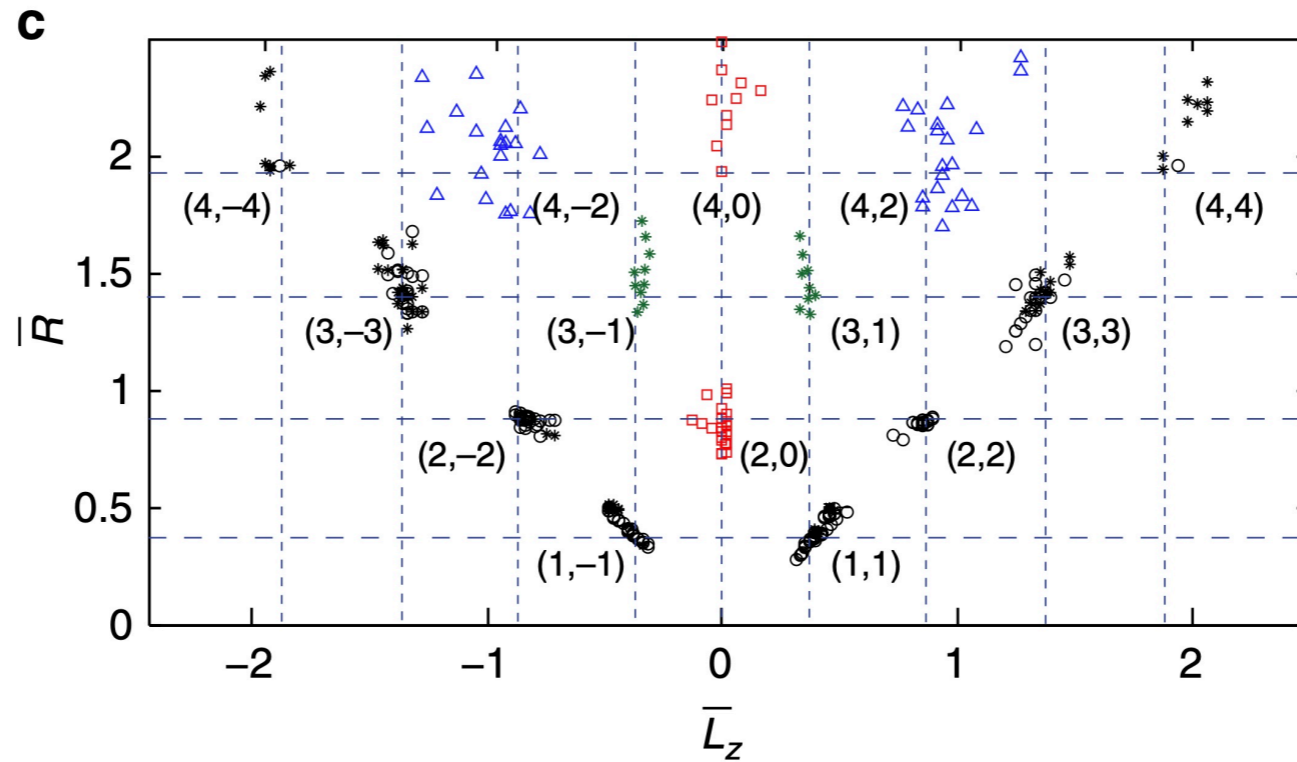 c
2
(4,–4) (4,–2) (4,0) (4,2) (4,4)
1.5
R̅
(3,–3) (3,–1) (3,1) (3,3)
1
(2,–2) (2,0) (2,2)
0.5
(1,–1) (1,1)
0
–2 –1 0 1 2
L̅z